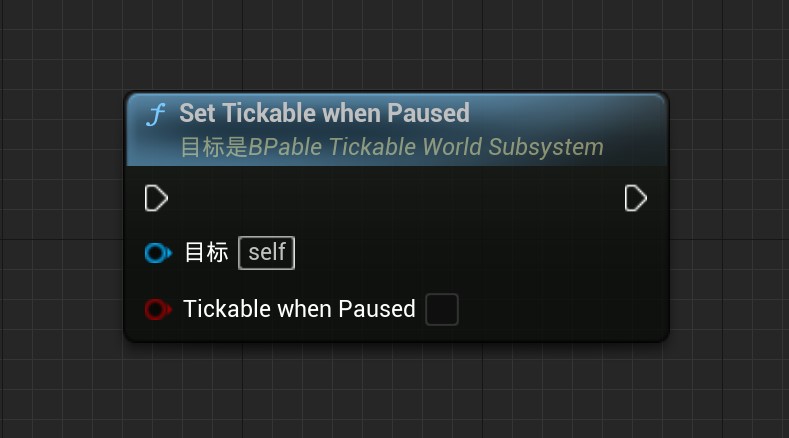 f Set Tickable when Paused
目标是BPable Tickable World Subsystem
目标 self
Tickable when Paused